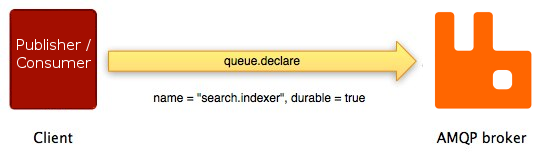 Publisher /
Consumer
queue.declare
name = "search.indexer", durable = true
Client
AMQP broker